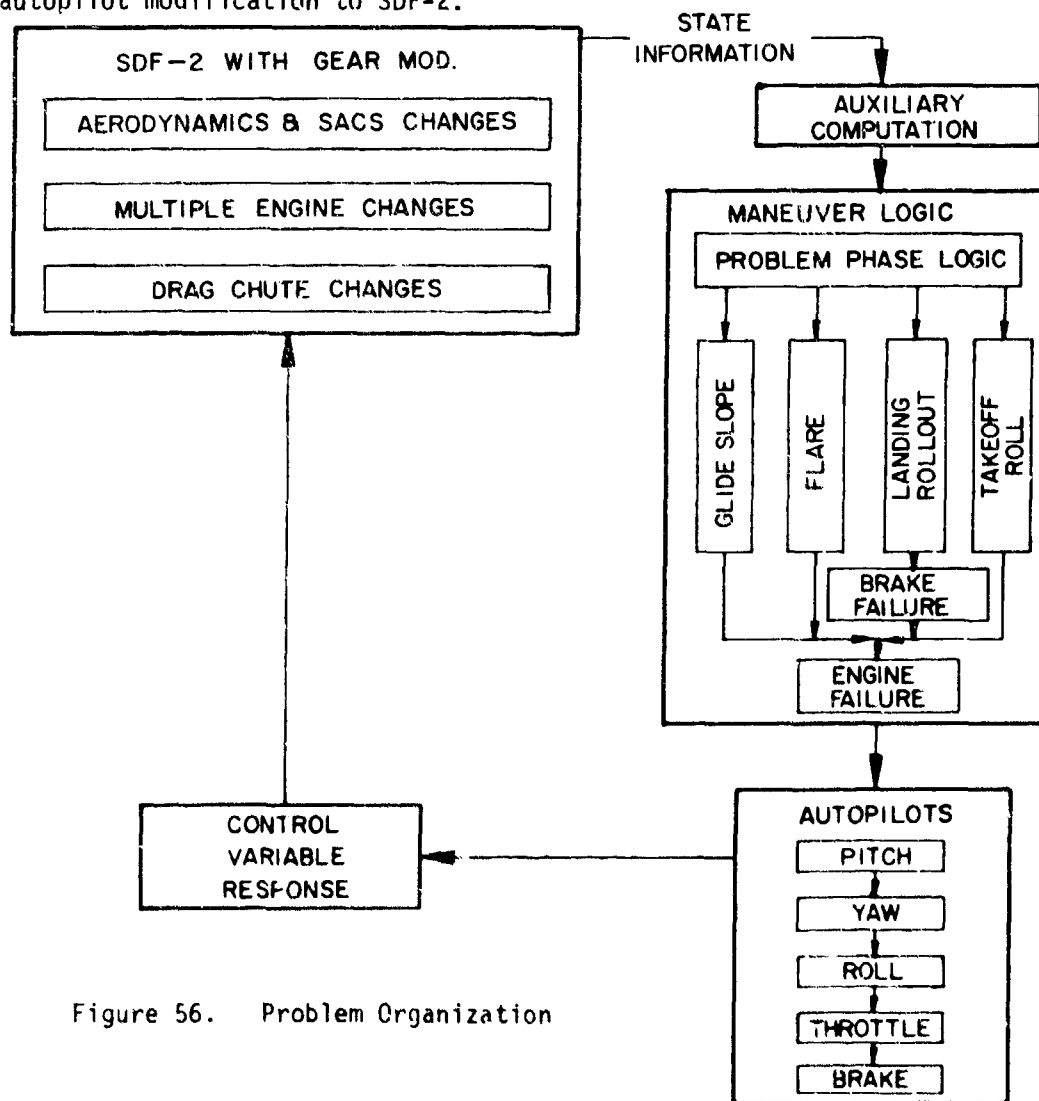 autopilot modification to SDF-2.
STATE
INFORMATION
SDF-2 WITH GEAR MOD.
AERODYNAMICS & SACS CHANGES
MULTIPLE ENGINE CHANGES
DRAG CHUTE CHANGES
AUXILIARY
COMPUTATION
MANEUVER LOGIC
PROBLEM PHASE LOGIC
GLIDE SLOPE
FLARE
LANDING
ROLLOUT
TAKEOFF
ROLL
BRAKE
FAILURE
ENGINE
FAILURE
AUTOPILOTS
PITCH
YAW
ROLL
THROTTLE
BRAKE
CONTROL
VARIABLE
RESPONSE
Figure 56. Problem Organization